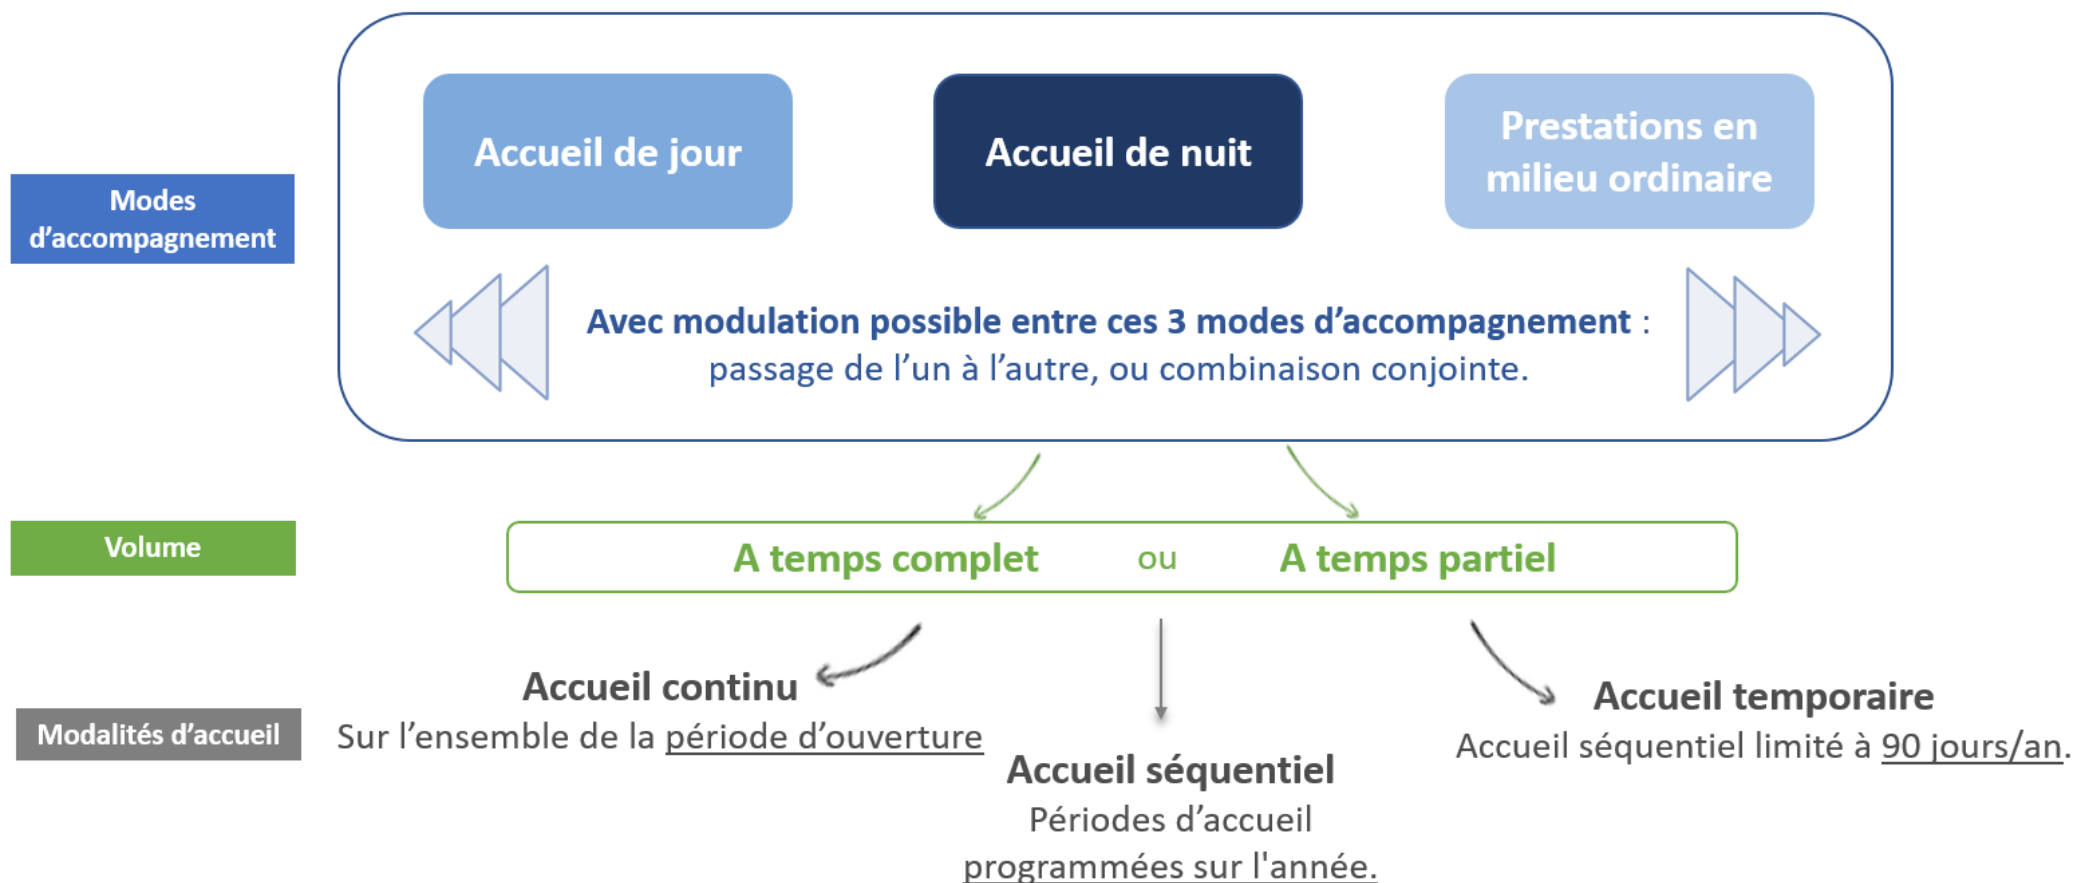 Accueil de jour
Accueil de nuit
Prestations en
milieu ordinaire
Modes
d’accompagnement
Avec modulation possible entre ces 3 modes d’accompagnement :
passage de l’un à l’autre, ou combinaison conjointe.
Volume
A temps complet ou A temps partiel
Modalités d’accueil
Accueil continu
Sur l’ensemble de la période d’ouverture
Accueil séquentiel
Périodes d’accueil
programmées sur l'année.
Accueil temporaire
Accueil séquentiel limité à 90 jours/an.